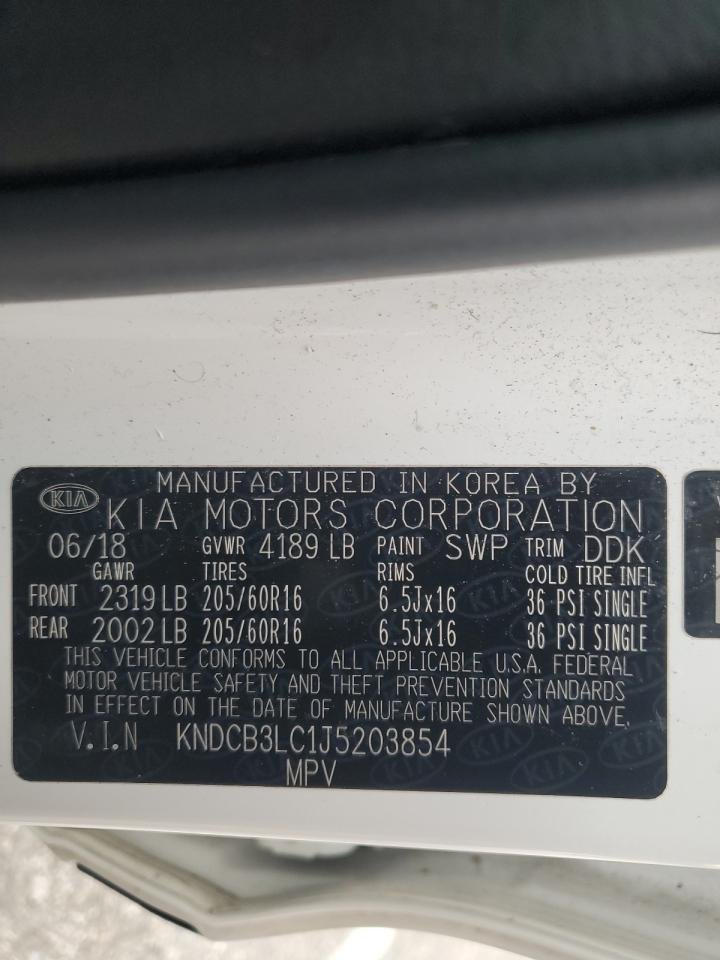 MANUFACTURED IN KOREA BY
KIA KIA MOTORS CORPORATION
06/18 GVWR 4189 LB PAINT SWP TRIM DDK
GAWR TIRES RIMS COLD TIRE INFL
FRONT 2319 LB 205/60R16 6.5Jx16 36 PSI SINGLE
REAR 2002 LB 205/60R16 6.5Jx16 36 PSI SINGLE
THIS VEHICLE CONFORMS TO ALL APPLICABLE U.S.A. FEDERAL
MOTOR VEHICLE SAFETY AND THEFT PREVENTION STANDARDS
IN EFFECT ON THE DATE OF MANUFACTURE SHOWN ABOVE.
V.I.N KNDCB3LC1J5203854
MPV